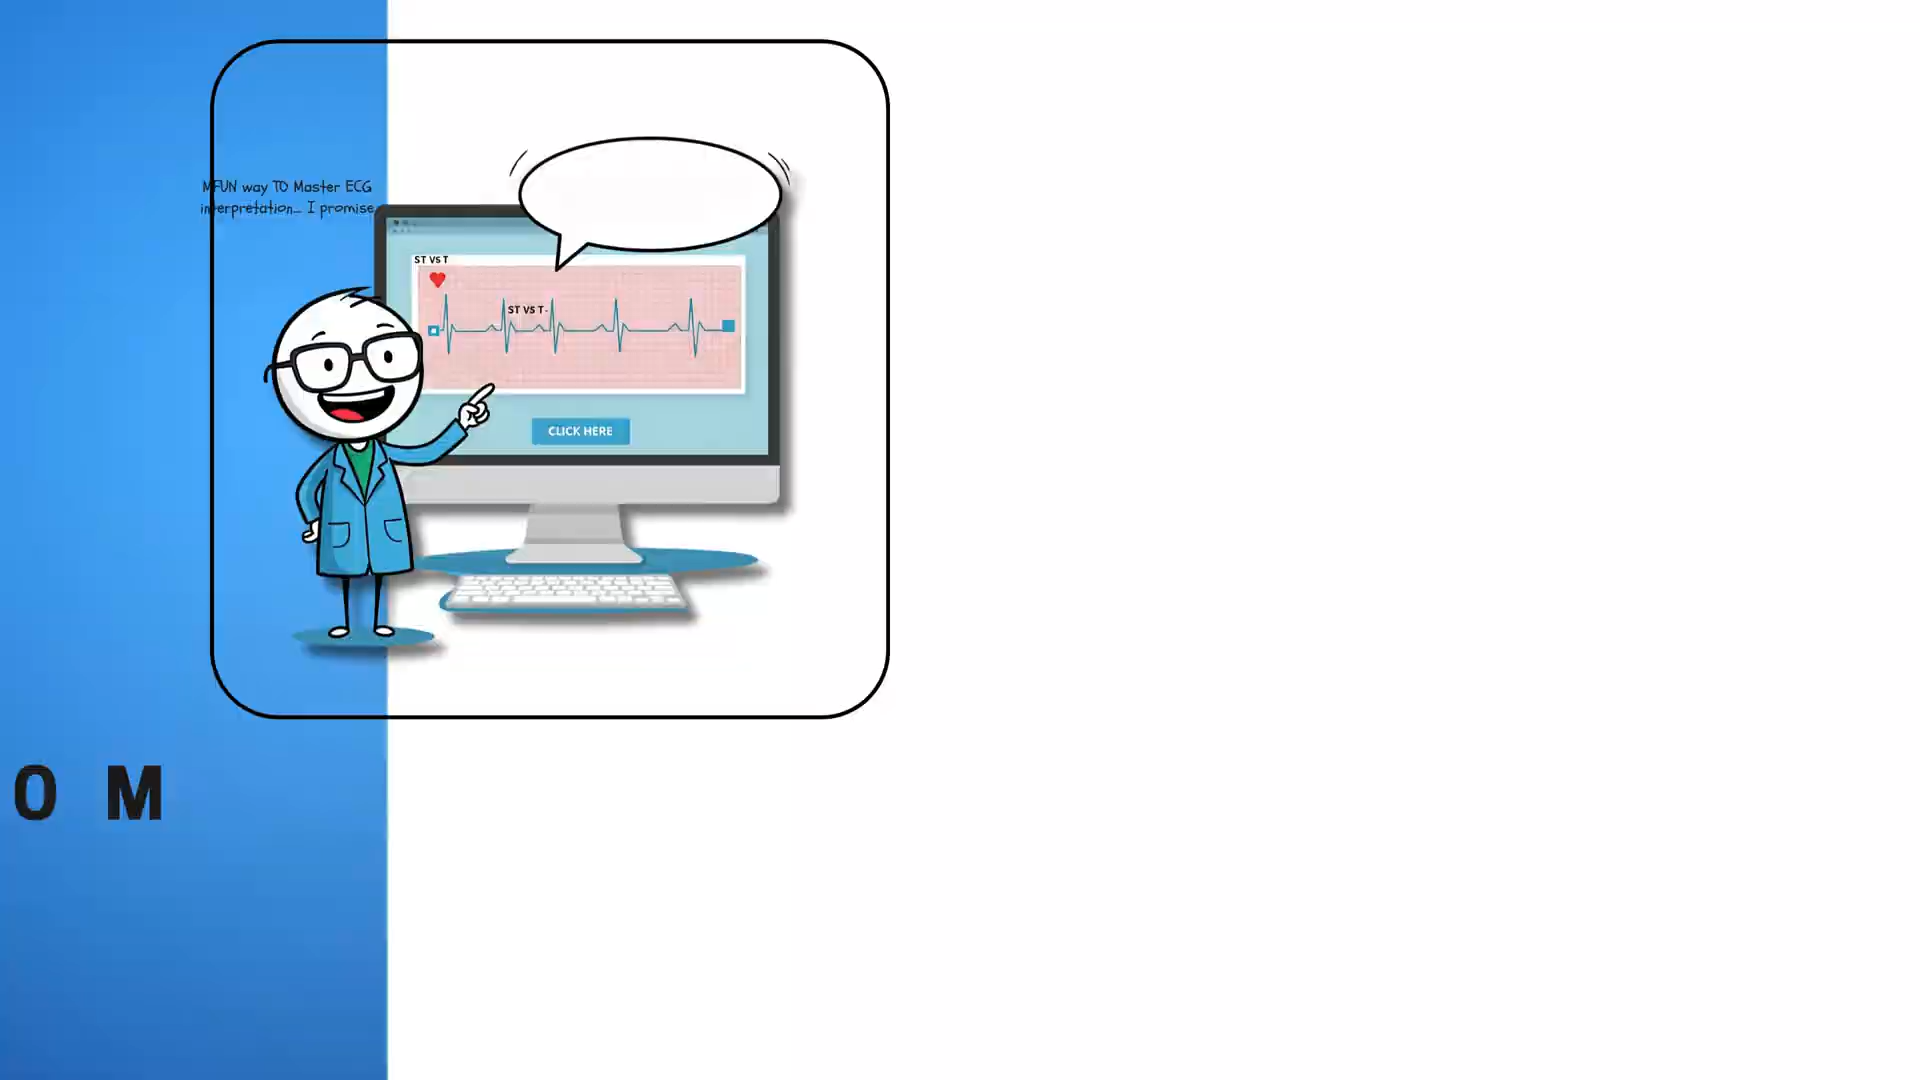 MFUN way TO Master ECG
interpretation... I promise
ST VS T
ST VS T-
CLICK HERE
O M